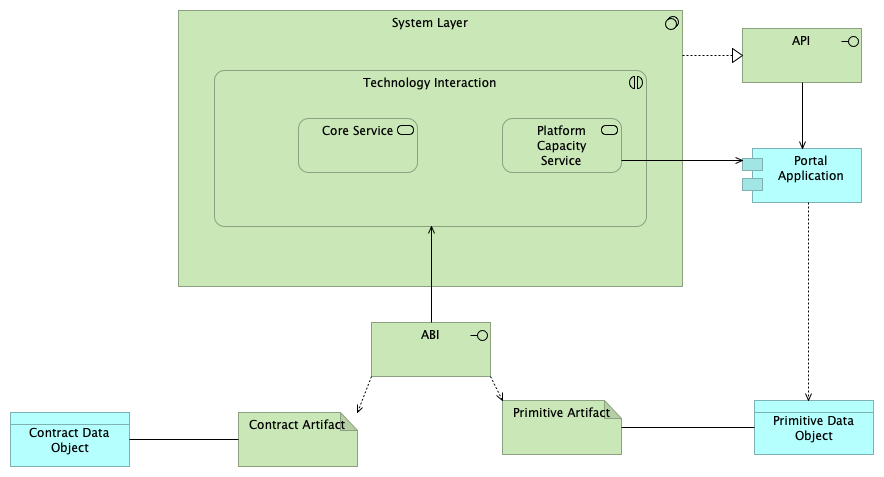 System Layer
API
Technology Interaction
Core Service
Platform
Capacity
Service
Portal
Application
ABI
Contract Data
Object
Contract Artifact
Primitive Artifact
Primitive Data
Object